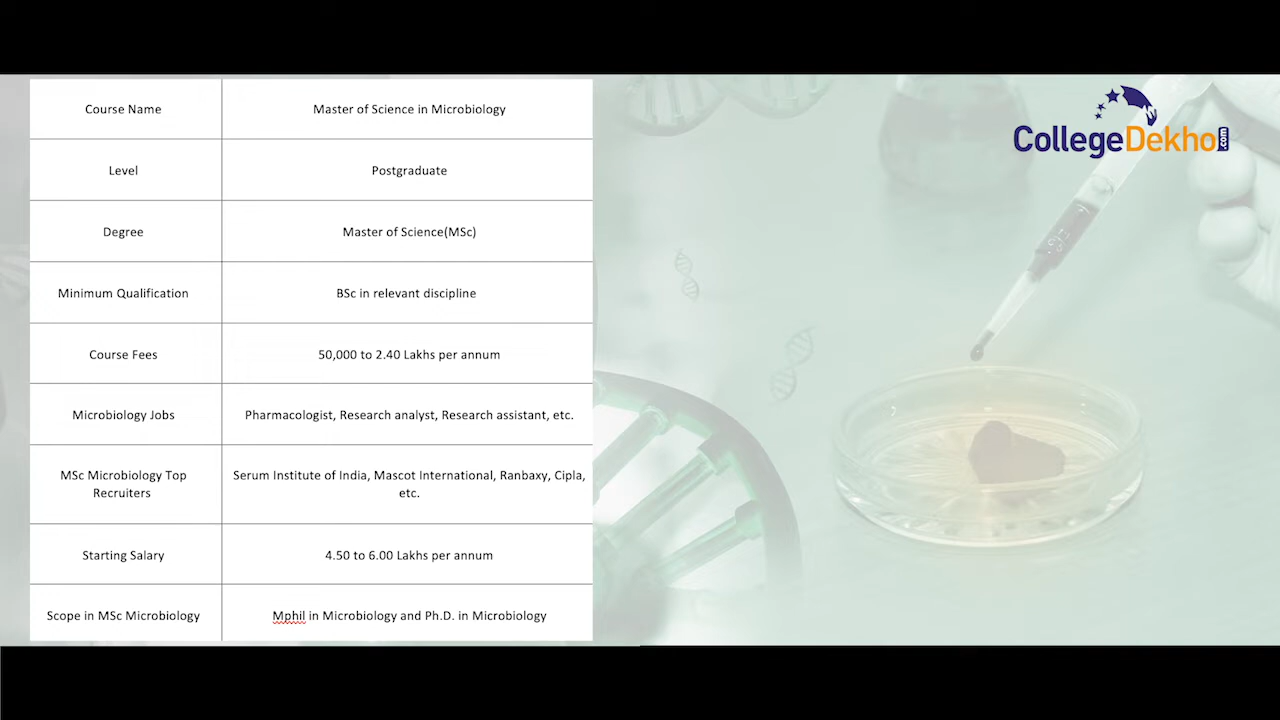 Course Name
Master of Science in Microbiology
Level
Postgraduate
Degree
Master of Science(MSc)
Minimum Qualification
BSc in relevant discipline
Course Fees
50,000 to 2.40 Lakhs per annum
Microbiology Jobs
Pharmacologist, Research analyst, Research assistant, etc.
MSc Microbiology Top
Recruiters
Serum Institute of India, Mascot International, Ranbaxy, Cipla,
etc.
Starting Salary
4.50 to 6.00 Lakhs per annum
Scope in MSc Microbiology
Mphil in Microbiology and Ph.D. in Microbiology
CollegeDekho.com